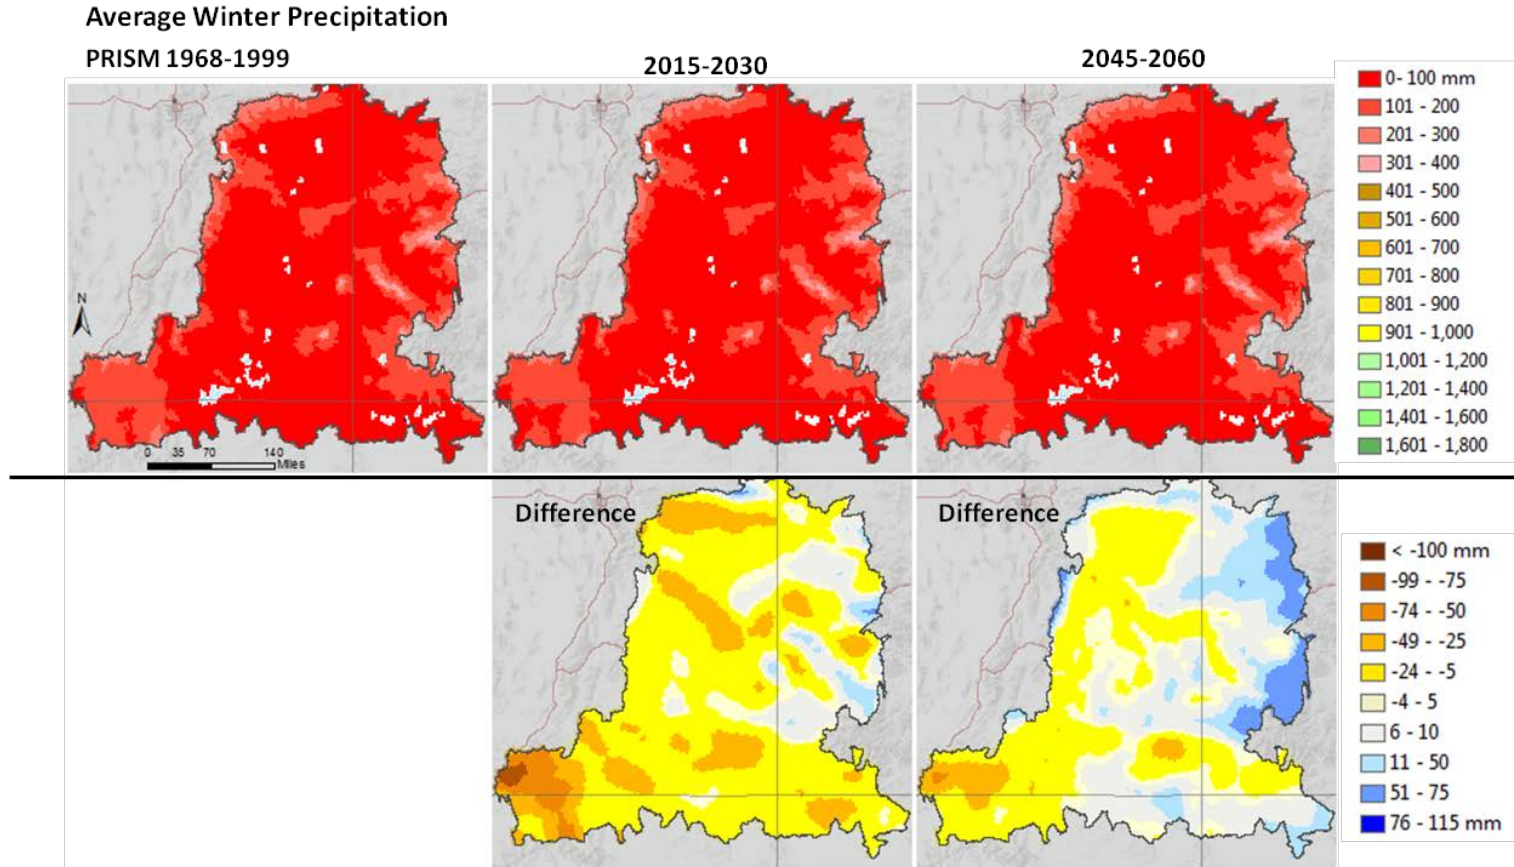 Average Winter Precipitation
PRISM 1968-1999
2015-2030
2045-2060
0- 100 mm
101 - 200
201 - 300
301 - 400
401 - 500
501 - 600
601 - 700
701 - 800
801 - 900
901 - 1,000
1,001 - 1,200
1,201 - 1,400
1,401 - 1,600
1,601 - 1,800
N
0 35 70 140
Miles
Difference
Difference
< -100 mm
-99 - -75
-74 - -50
-49 - -25
-24 - -5
-4 - 5
6 - 10
11 - 50
51 - 75
76 - 115 mm